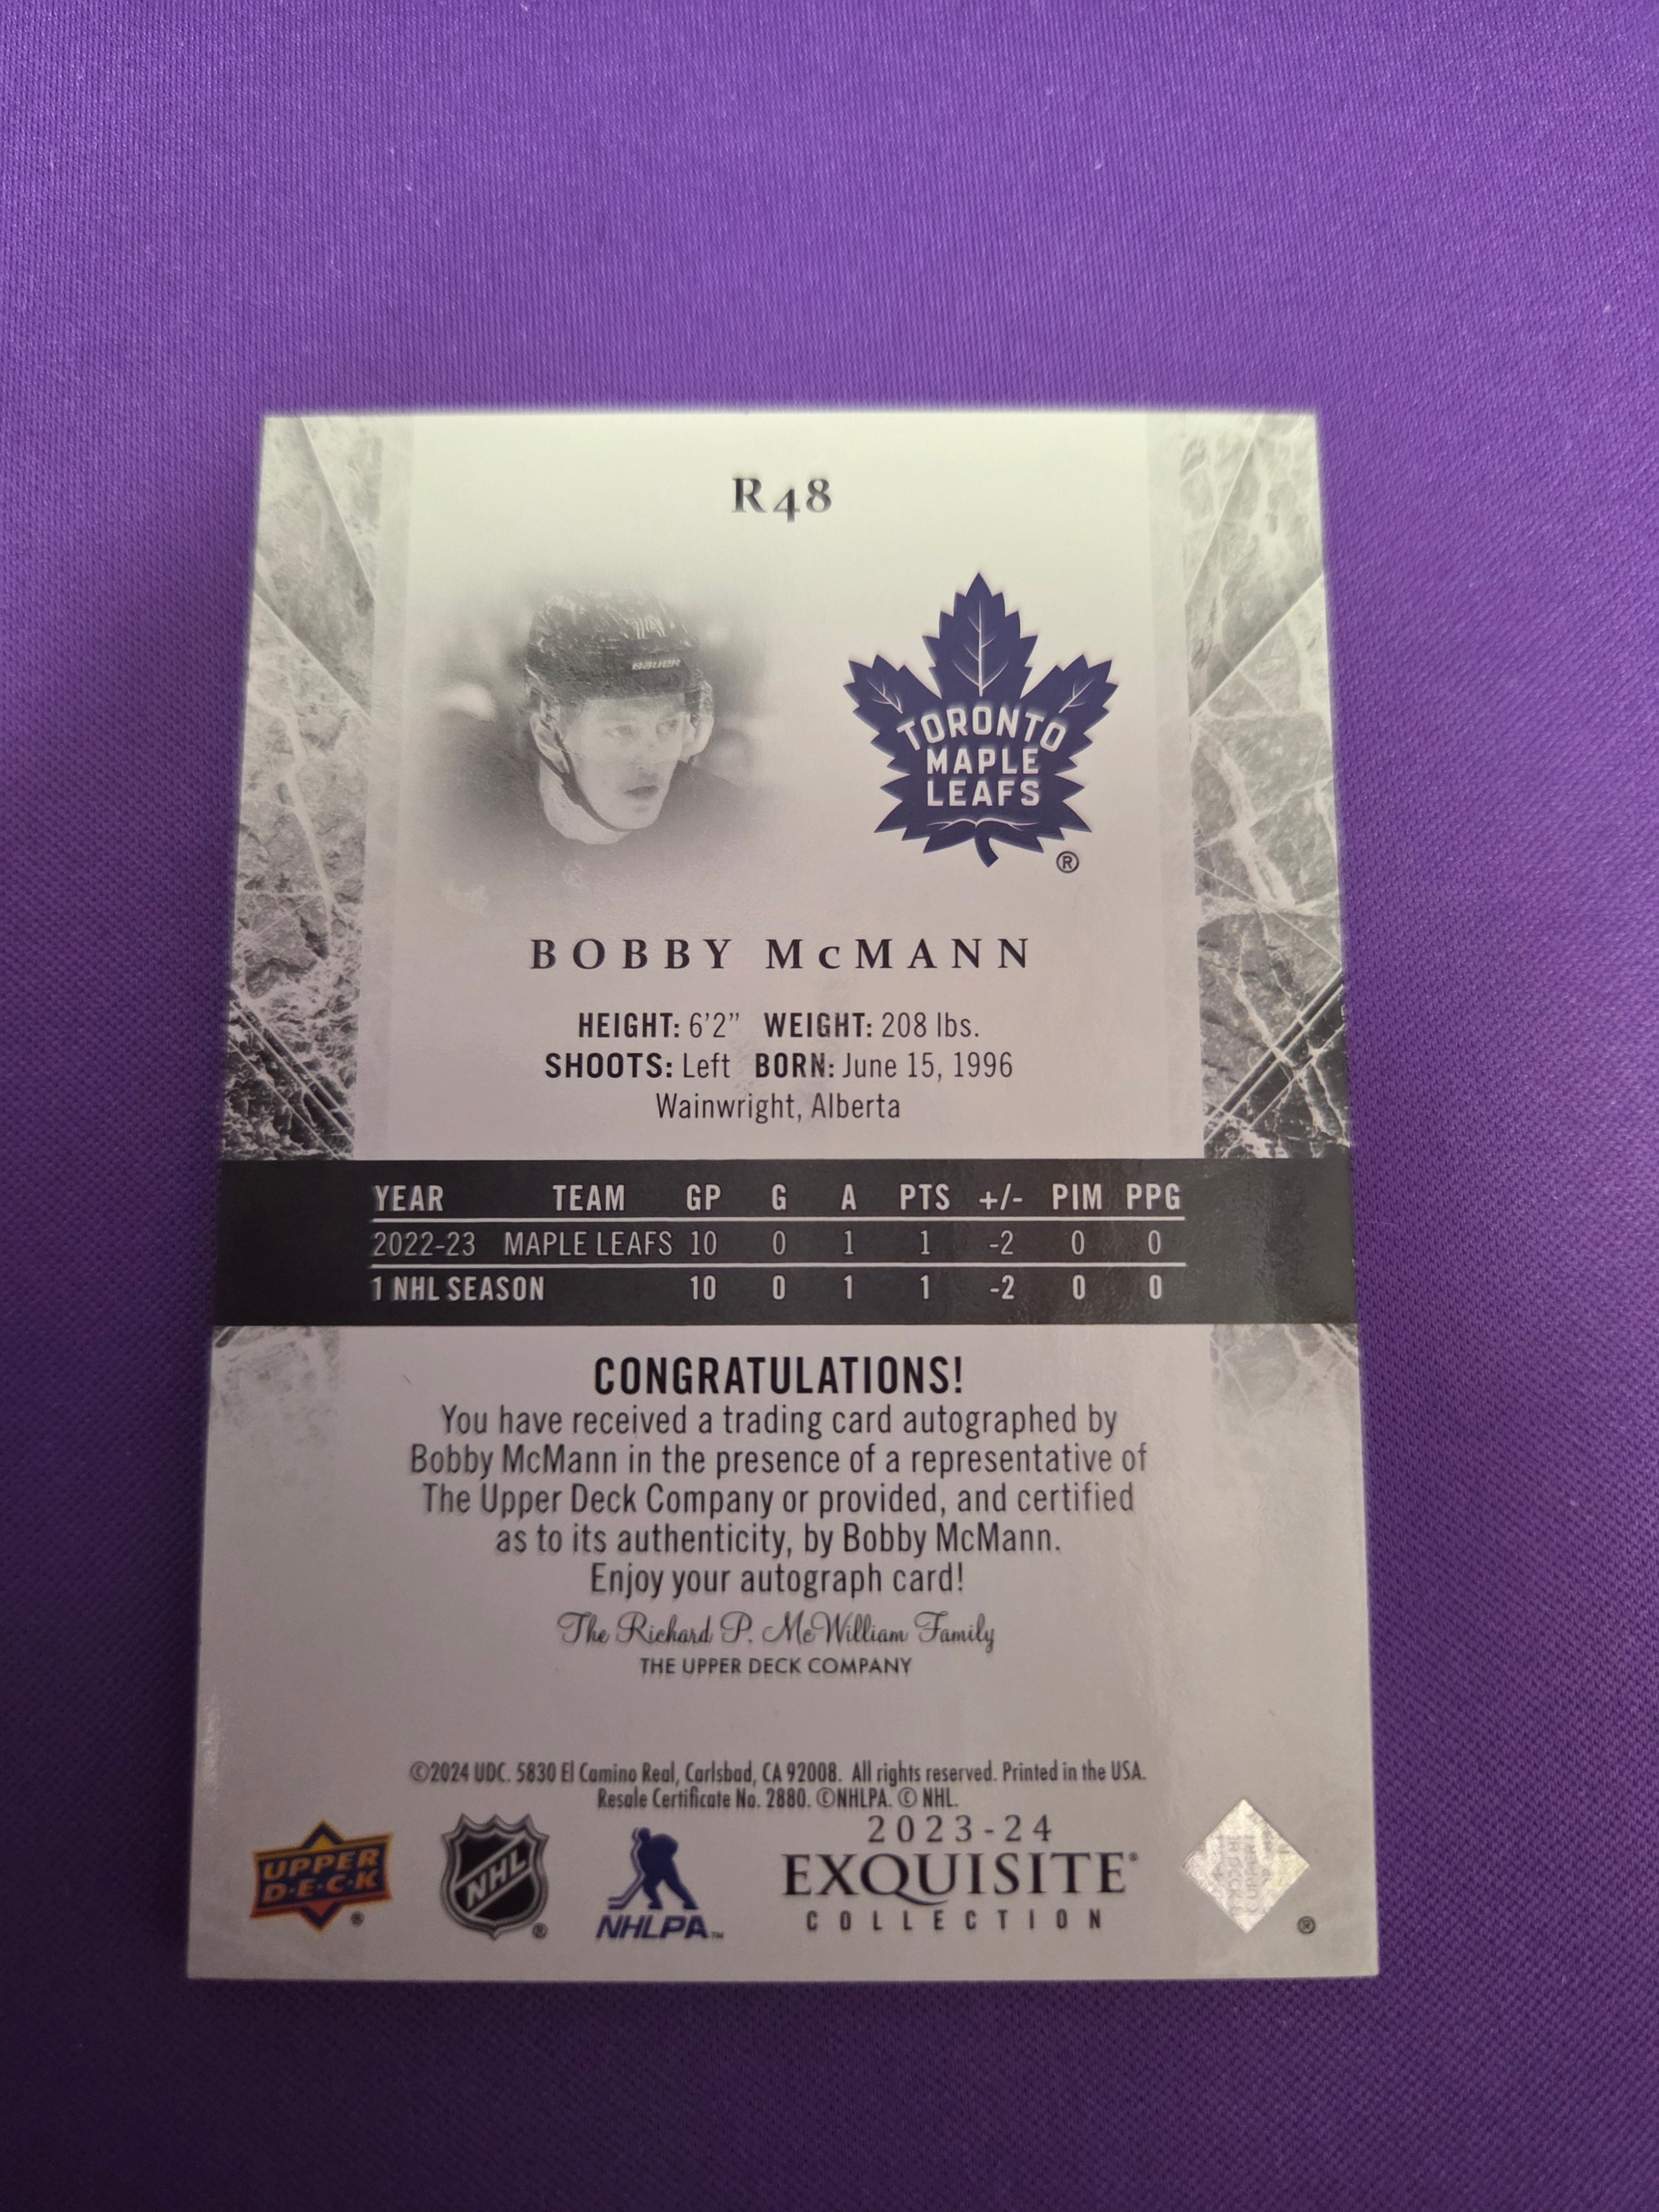 R48
BAUER
TORONTO
MAPLE
LEAFS
®
BOBBY McMANN
HEIGHT: 6'2" WEIGHT: 208 lbs.
SHOOTS: Left BORN: June 15, 1996
Wainwright, Alberta
YEAR TEAM GP G A PTS +/- PIM PPG
2022-23 MAPLE LEAFS 10 0 1 1 -2 0 0
1 NHL SEASON 10 0 1 1 -2 0 0
CONGRATULATIONS!
You have received a trading card autographed by
Bobby McMann in the presence of a representative of
The Upper Deck Company or provided, and certified
as to its authenticity, by Bobby McMann.
Enjoy your autograph card!
The Richard P. McWilliam Family
THE UPPER DECK COMPANY
©2024 UDC. 5830 El Camino Real, Carlsbad, CA 92008. All rights reserved. Printed in the USA.
Resale Certificate No. 2880. ©NHLPA. © NHL.
UPPER
D·E·C·K
®
NHL
®
NHLPA™
2023-24
EXQUISITE®
COLLECTION
®